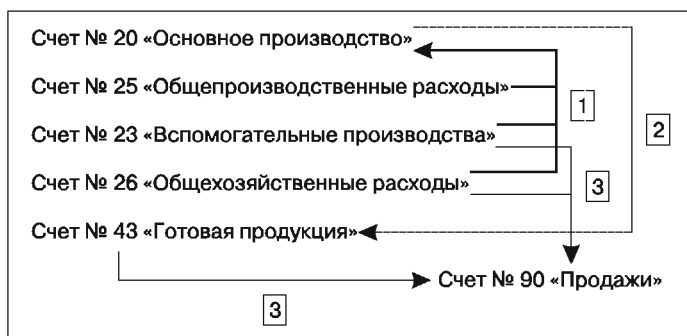 Счет № 20 «Основное производство»
Счет № 25 «Общепроизводственные расходы»
1
2
Счет № 23 «Вспомогательные производства»
Счет № 26 «Общехозяйственные расходы»
3
Счет № 43 «Готовая продукция»
Счет № 90 «Продажи»
3